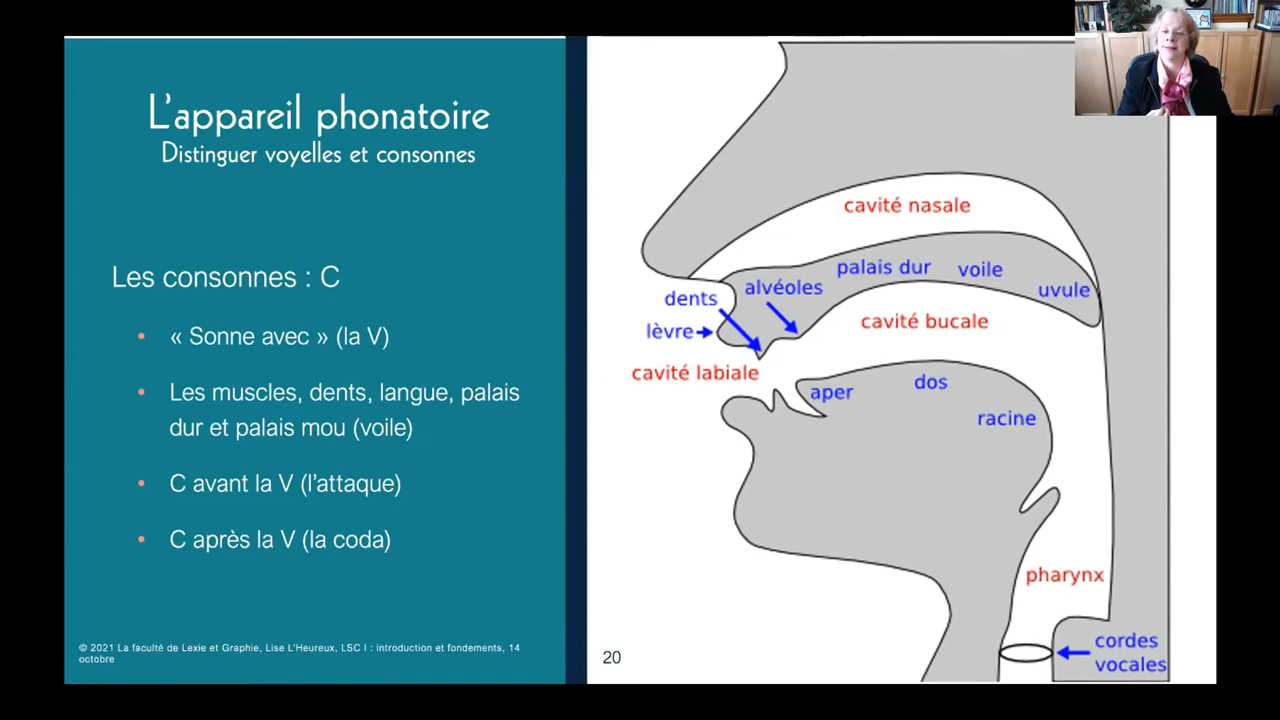 L'appareil phonatoire
Distinguer voyelles et consonnes
Les consonnes : C
• « Sonne avec » (la V)
• Les muscles, dents, langue, palais
dur et palais mou (voile)
• C avant la V (l'attaque)
• C après la V (la coda)
© 2021 La faculté de Lexie et Graphie, Lise L'Heureux, LSC I : introduction et fondements, 14
octobre
20
cavité nasale
palais dur
voile
uvule
alvéoles
dents
lèvre
cavité bucale
cavité labiale
aper
dos
racine
pharynx
cordes
vocales